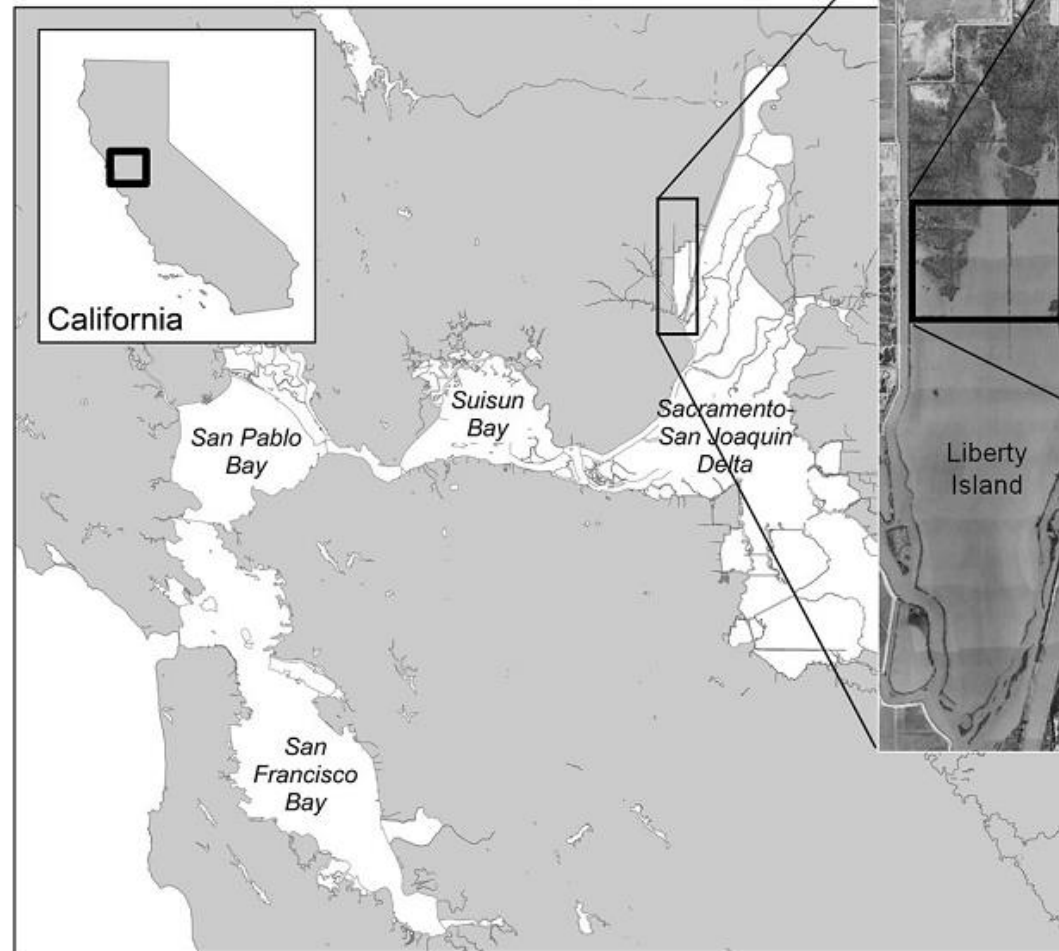 California
San Pablo
Bay
Suisun
Bay
Sacramento-
San Joaquin
Delta
Liberty
Island
San
Francisco
Bay